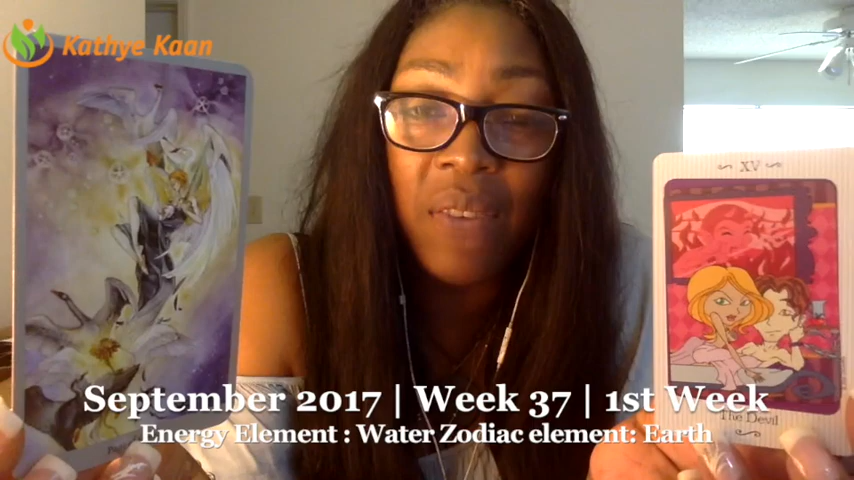 Kathye Kaan
XV
The Devil
September 2017 | Week 37 | 1st Week
Energy Element : Water Zodiac element: Earth